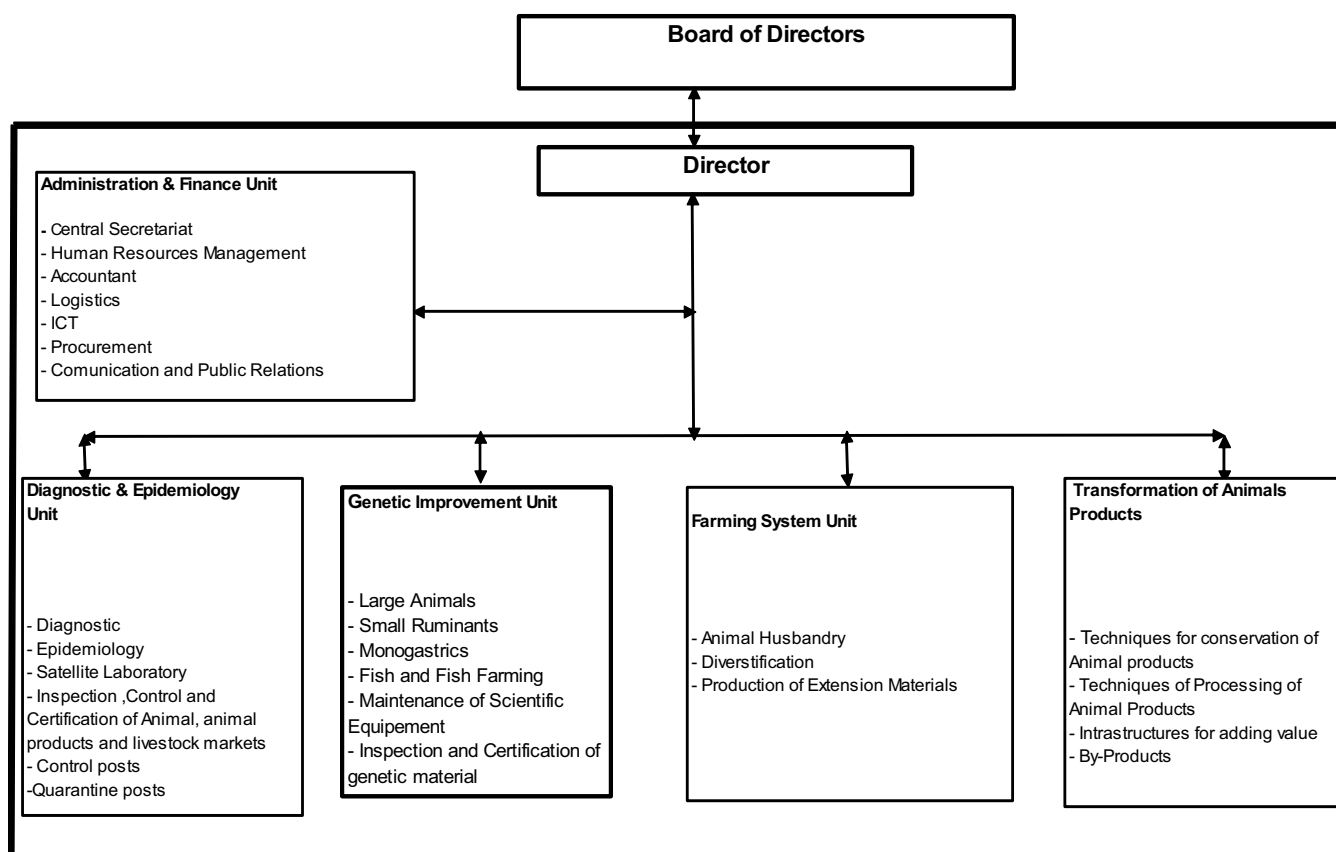 Board of Directors
Director
Administration & Finance Unit
- Central Secretariat
- Human Resources Management
- Accountant
- Logistics
- ICT
- Procurement
- Comunication and Public Relations
Diagnostic & Epidemiology
Unit
- Diagnostic
- Epidemiology
- Satellite Laboratory
- Inspection ,Control and
Certification of Animal, animal
products and livestock markets
- Control posts
-Quarantine posts
Genetic Improvement Unit
- Large Animals
- Small Ruminants
- Monogastrics
- Fish and Fish Farming
- Maintenance of Scientific
Equipement
- Inspection and Certification of
genetic material
Farming System Unit
- Animal Husbandry
- Diverstification
- Production of Extension Materials
Transformation of Animals
Products
- Techniques for conservation of
Animal products
- Techniques of Processing of
Animal Products
- Intrastructures for adding value
- By-Products